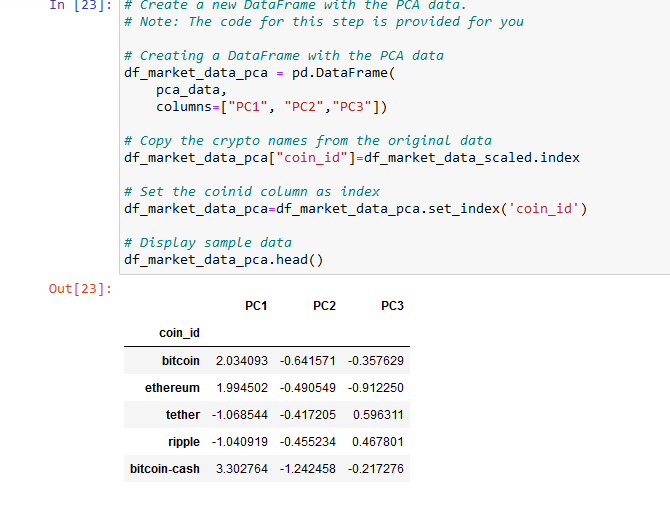 In [23]: # Create a new DataFrame with the PCA data.
# Note: The code for this step is provided for you
# Creating a DataFrame with the PCA data
df_market_data_pca = pd.DataFrame(
pca_data,
columns=["PC1", "PC2","PC3"])
# Copy the crypto names from the original data
df_market_data_pca["coin_id"]=df_market_data_scaled.index
# Set the coinid column as index
df_market_data_pca=df_market_data_pca.set_index('coin_id')
# Display sample data
df_market_data_pca.head()
Out[23]:
PC1 PC2 PC3
coin_id
bitcoin 2.034093 -0.641571 -0.357629
ethereum 1.994502 -0.490549 -0.912250
tether -1.068544 -0.417205 0.596311
ripple -1.040919 -0.455234 0.467801
bitcoin-cash 3.302764 -1.242458 -0.217276